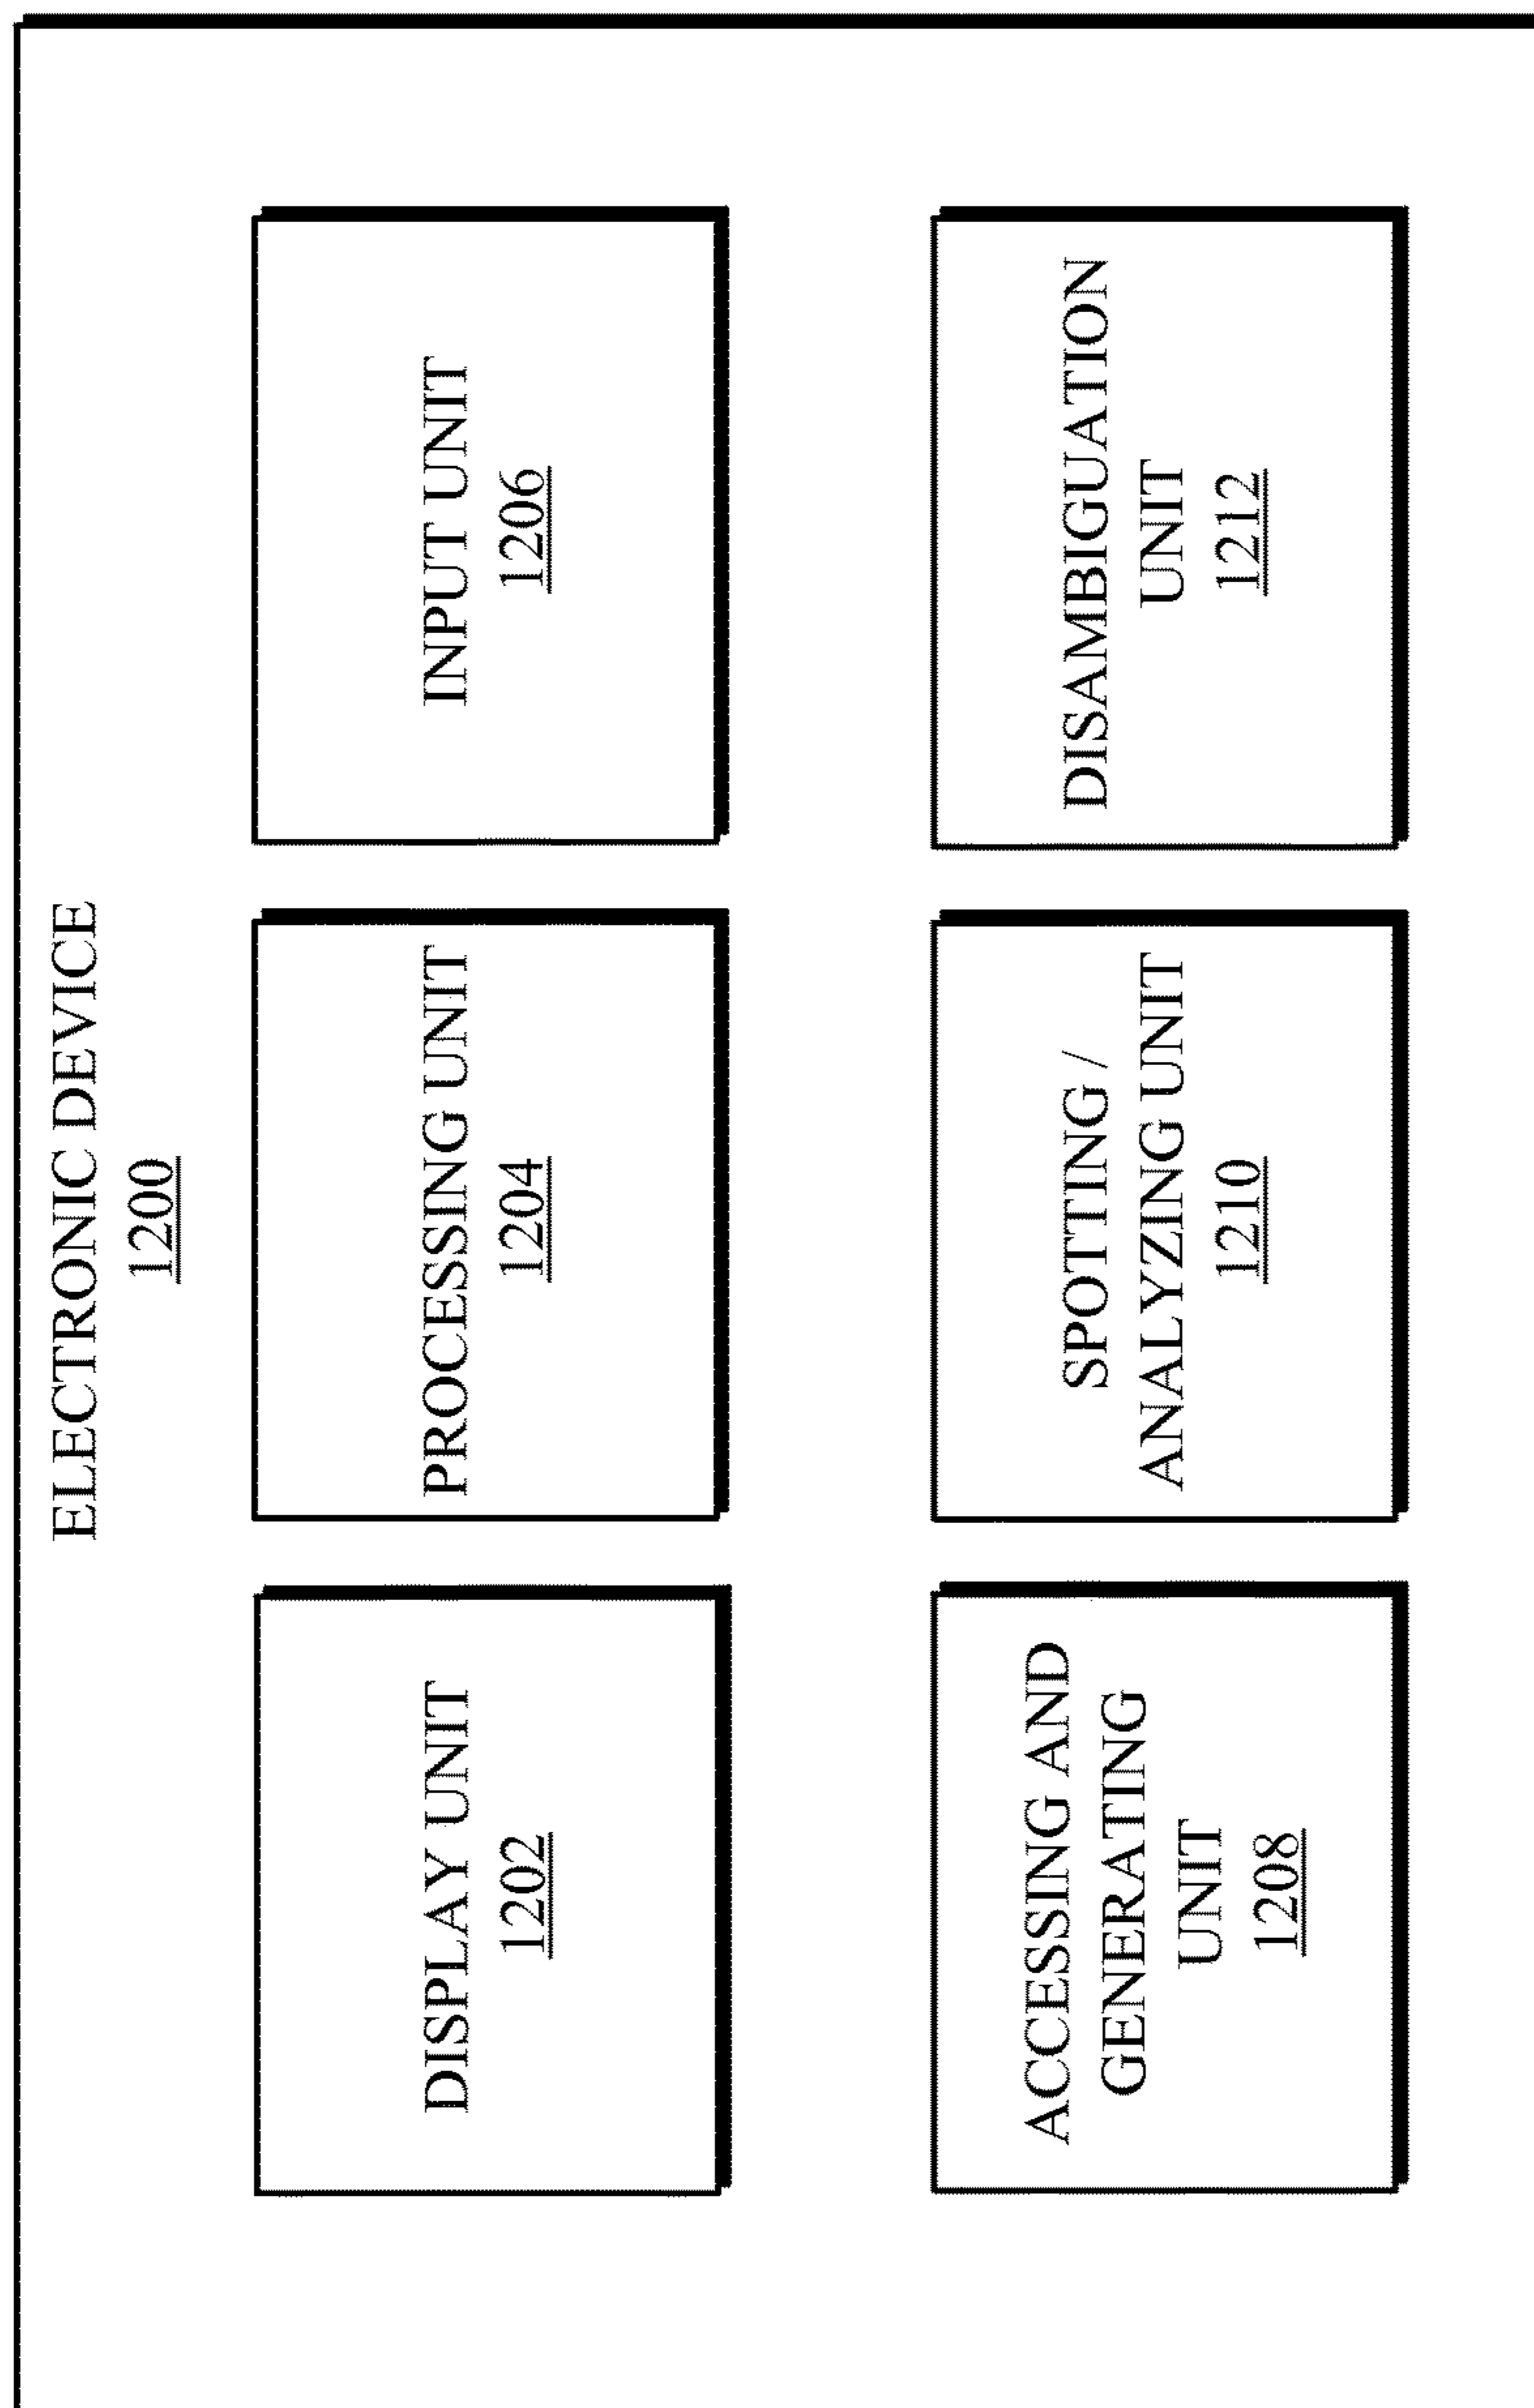 ELECTRONIC DEVICE
1200
DISPLAY UNIT
1202
PROCESSING UNIT
1204
INPUT UNIT
1206
ACCESSING AND
GENERATING
UNIT
1208
SPOTTING /
ANALYZING UNIT
1210
DISAMBIGUATION
UNIT
1212